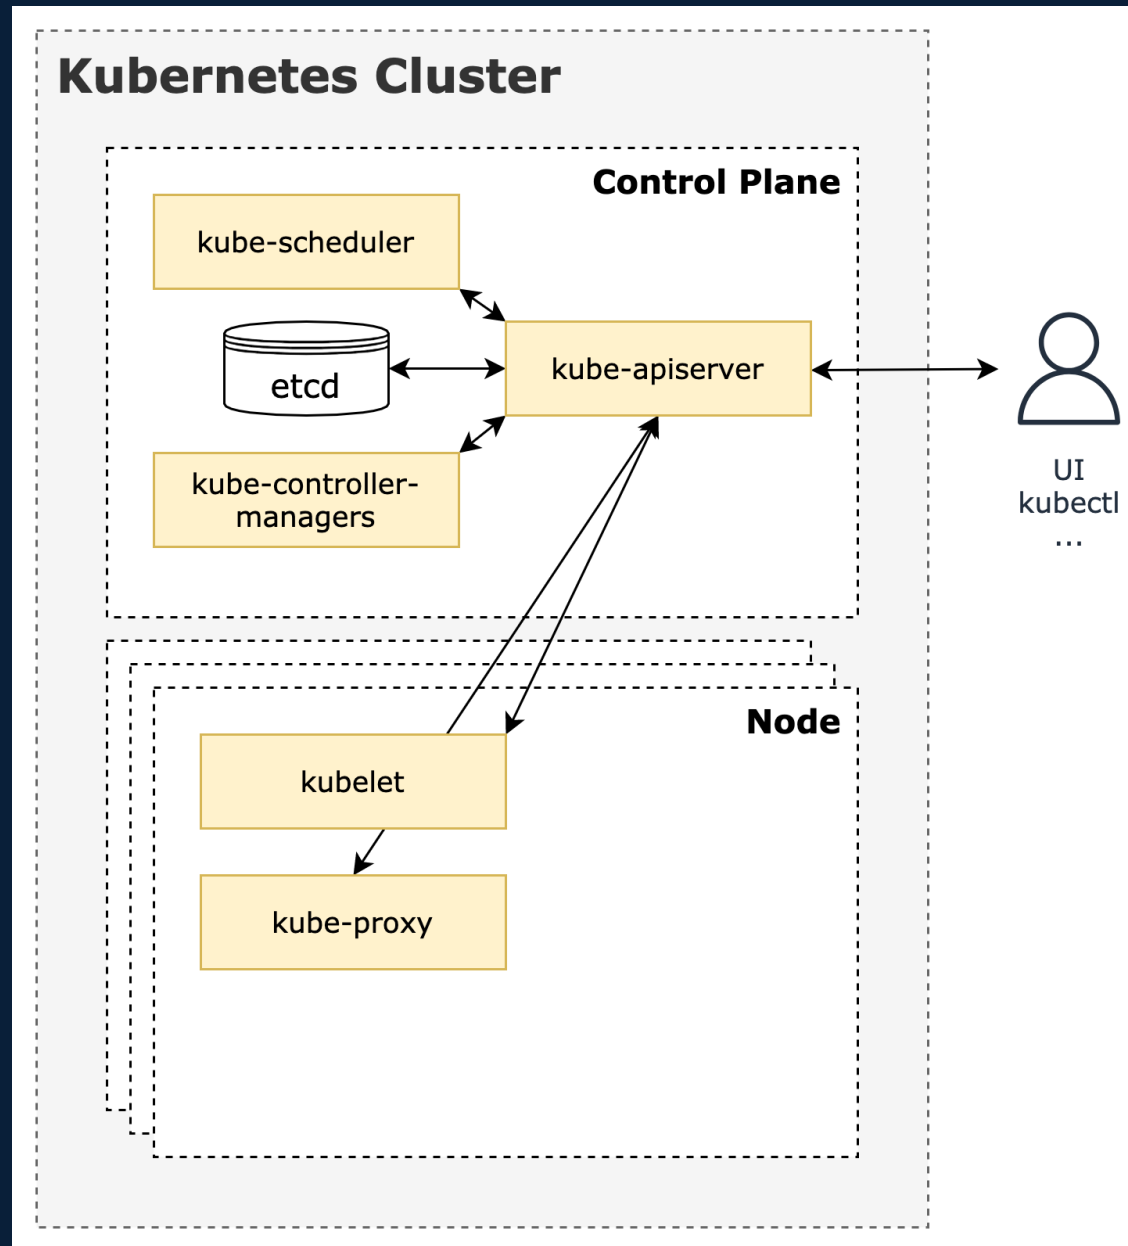 Kubernetes Cluster
Control Plane
kube-scheduler
etcd
kube-apiserver
kube-controller-
managers
UI
kubectl
...
Node
kubelet
kube-proxy